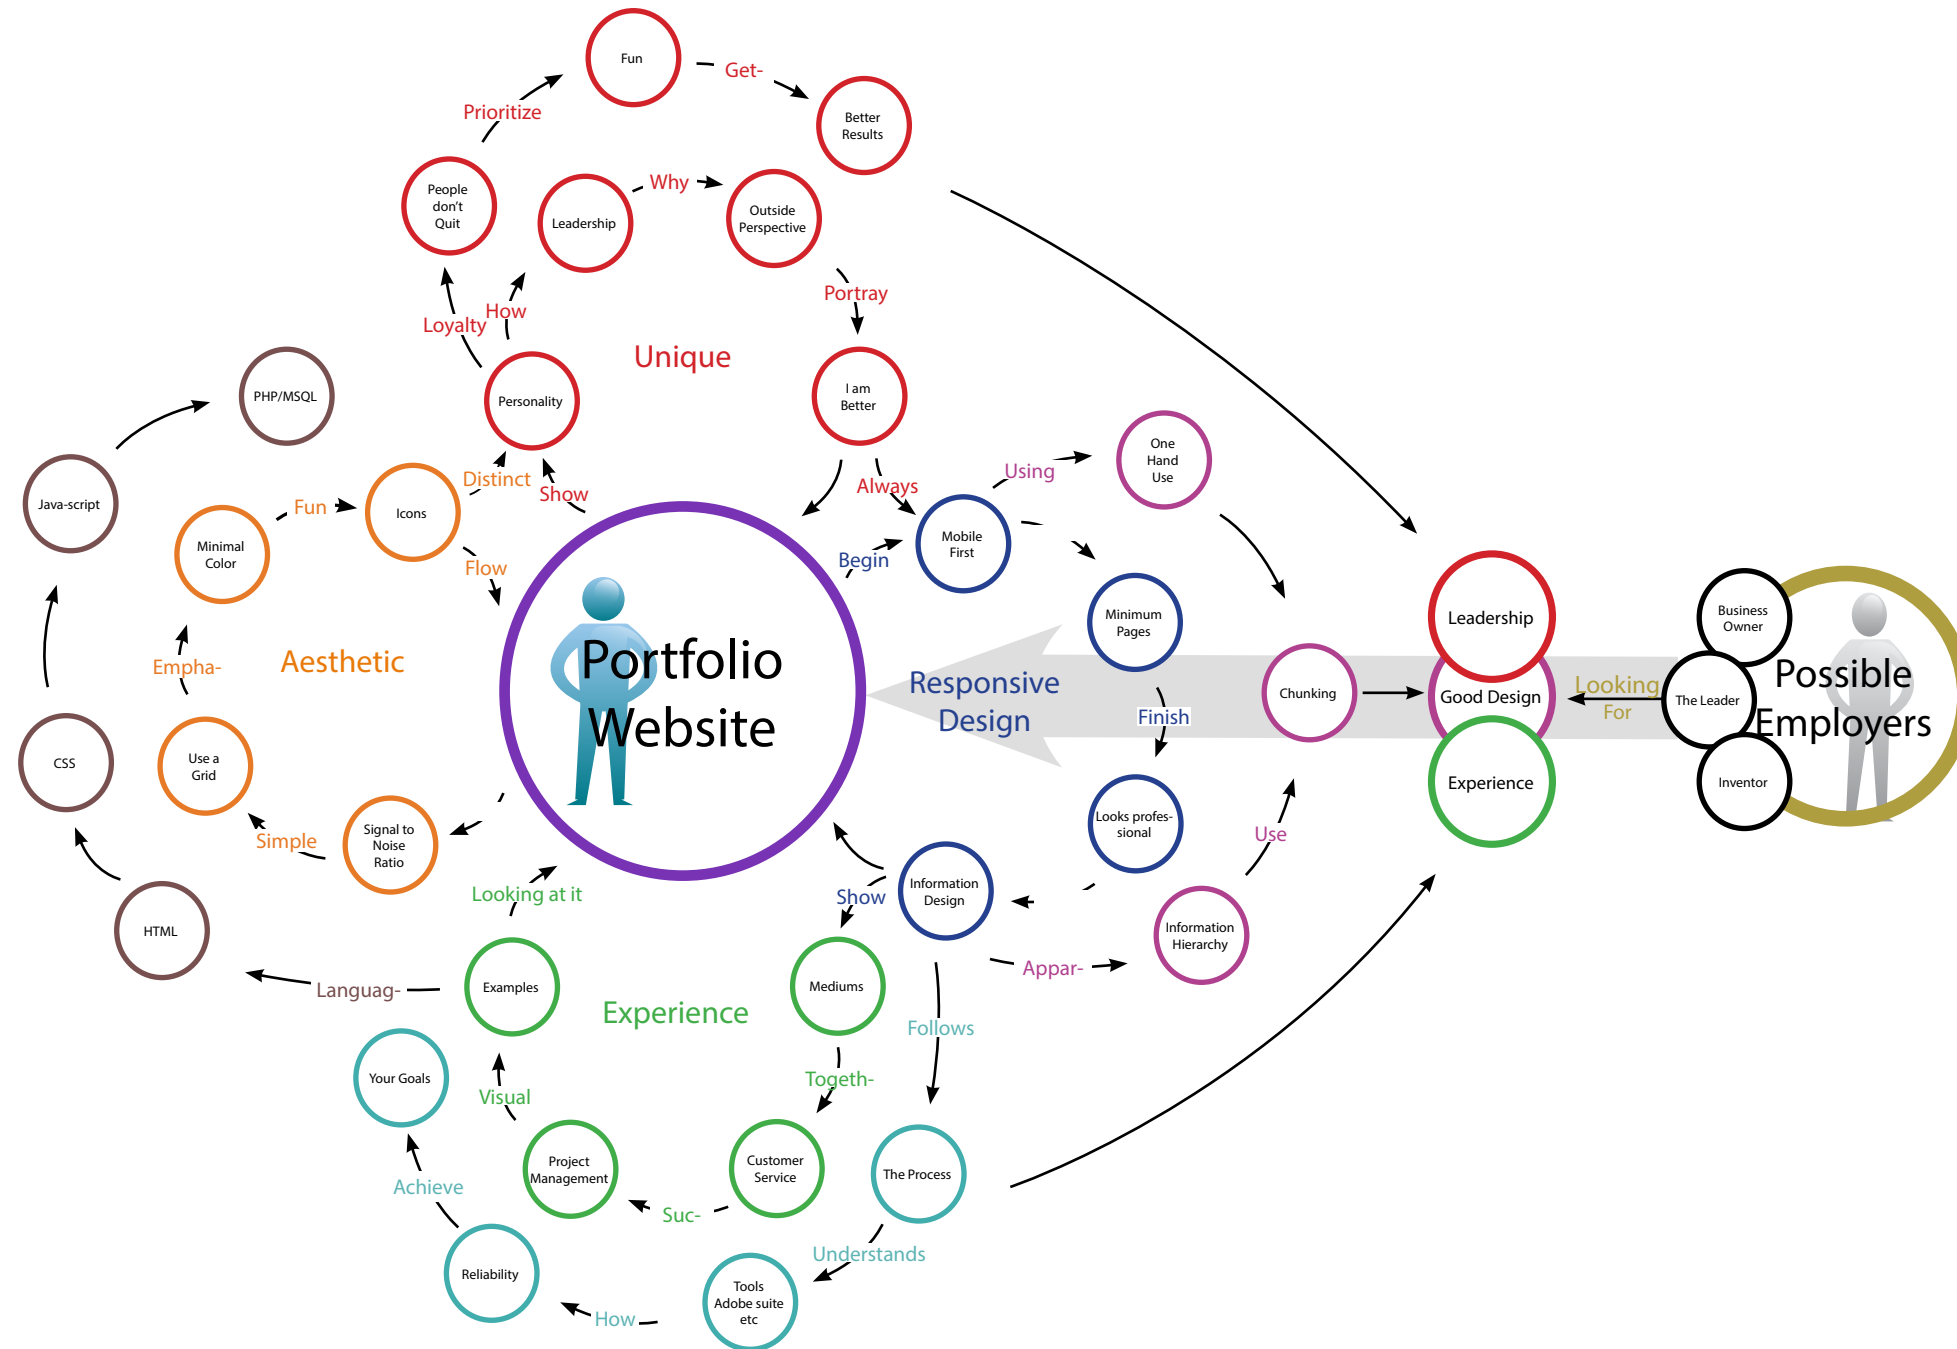 Fun
Get-
Better
Results
Prioritize
People
don't
Quit
Leadership
Why
Outside
Perspective
Portray
Loyalty
How
Unique
Personality
I am
Better
PHP/MSQL
Java-script
Minimal
Color
Fun
Icons
Distinct
Show
Flow
Always
Using
One
Hand
Use
Mobile
First
Begin
Minimum
Pages
Empha-
Aesthetic
Portfolio
Website
Responsive
Design
Finish
Chunking
Leadership
Good Design
Experience
Looking
For
Business
Owner
The Leader
Inventor
Possible
Employers
CSS
Use a
Grid
Simple
Signal to
Noise
Ratio
Looks profes-
sional
Use
Looking at it
Show
Information
Design
Information
Hierarchy
Appar-
HTML
Languag-
Examples
Experience
Mediums
Follows
Your Goals
Visual
Togeth-
Project
Management
Customer
Service
The Process
Achieve
Suc-
Understands
Reliability
How
Tools
Adobe suite
etc